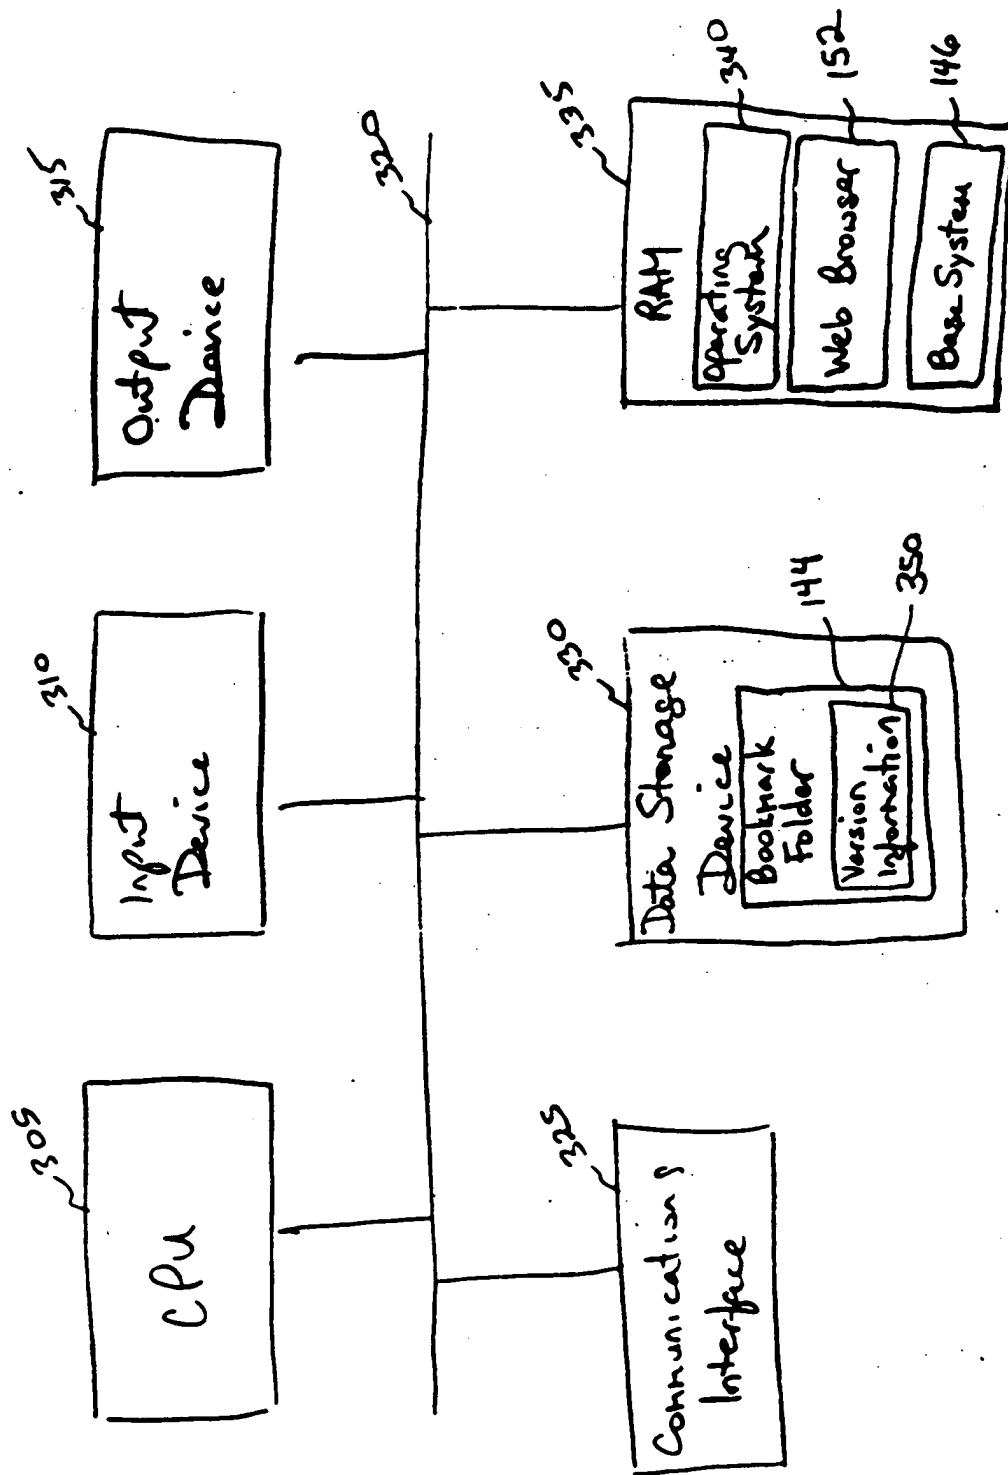 305
CPU
310
Input
Device
315
Output
Device
320
325
Communications
Interface
330
Data Storage
Device
Bookmark
Folder
144
Version
Information
350
335
RAM
Operating
System
340
Web Browser
152
Base System
146